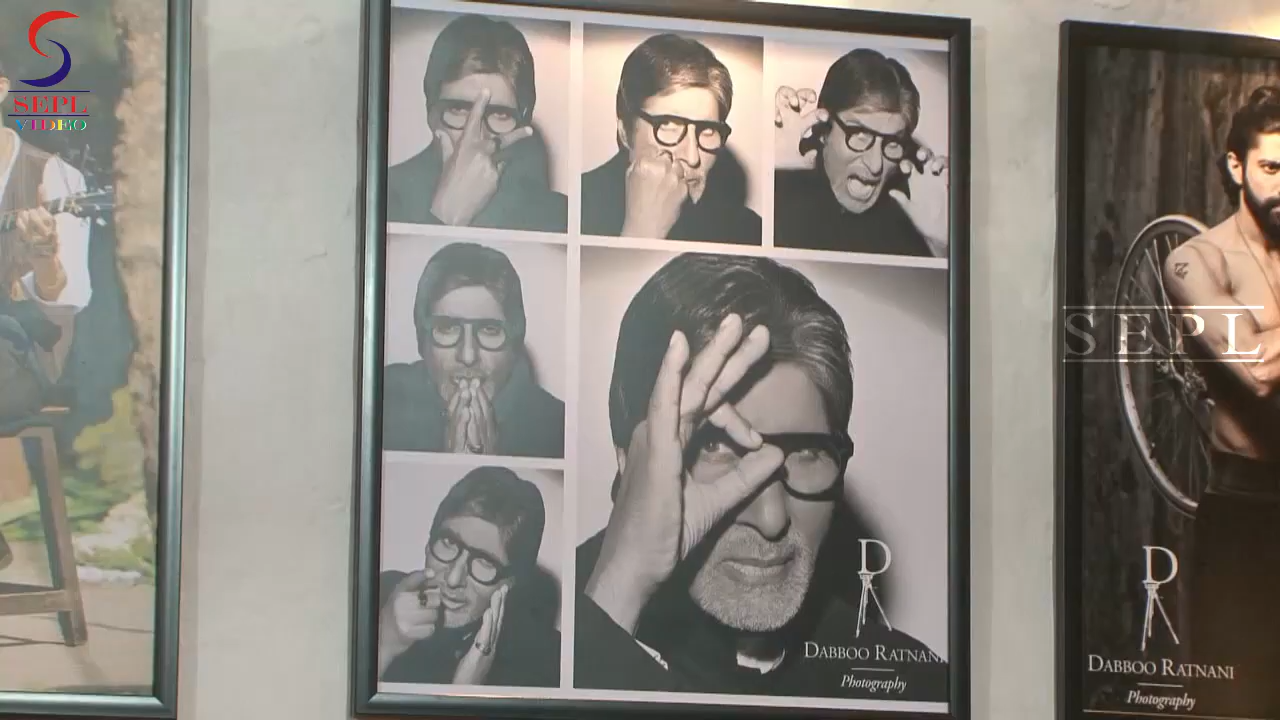 SEPL
VIDEO
SEPL
DABBOO RATNANI
Photography
DABBOO RATNANI
Photography